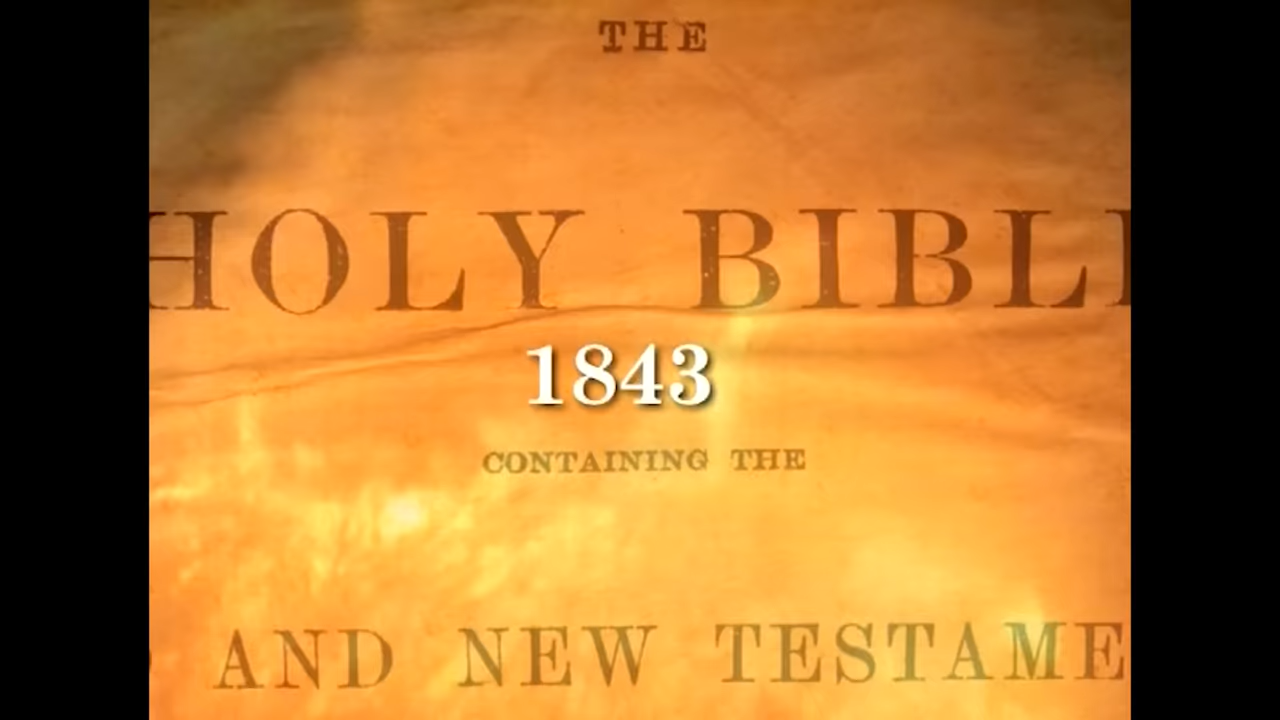 THE
HOLY BIBL
1843
CONTAINING THE
AND NEW TESTAME